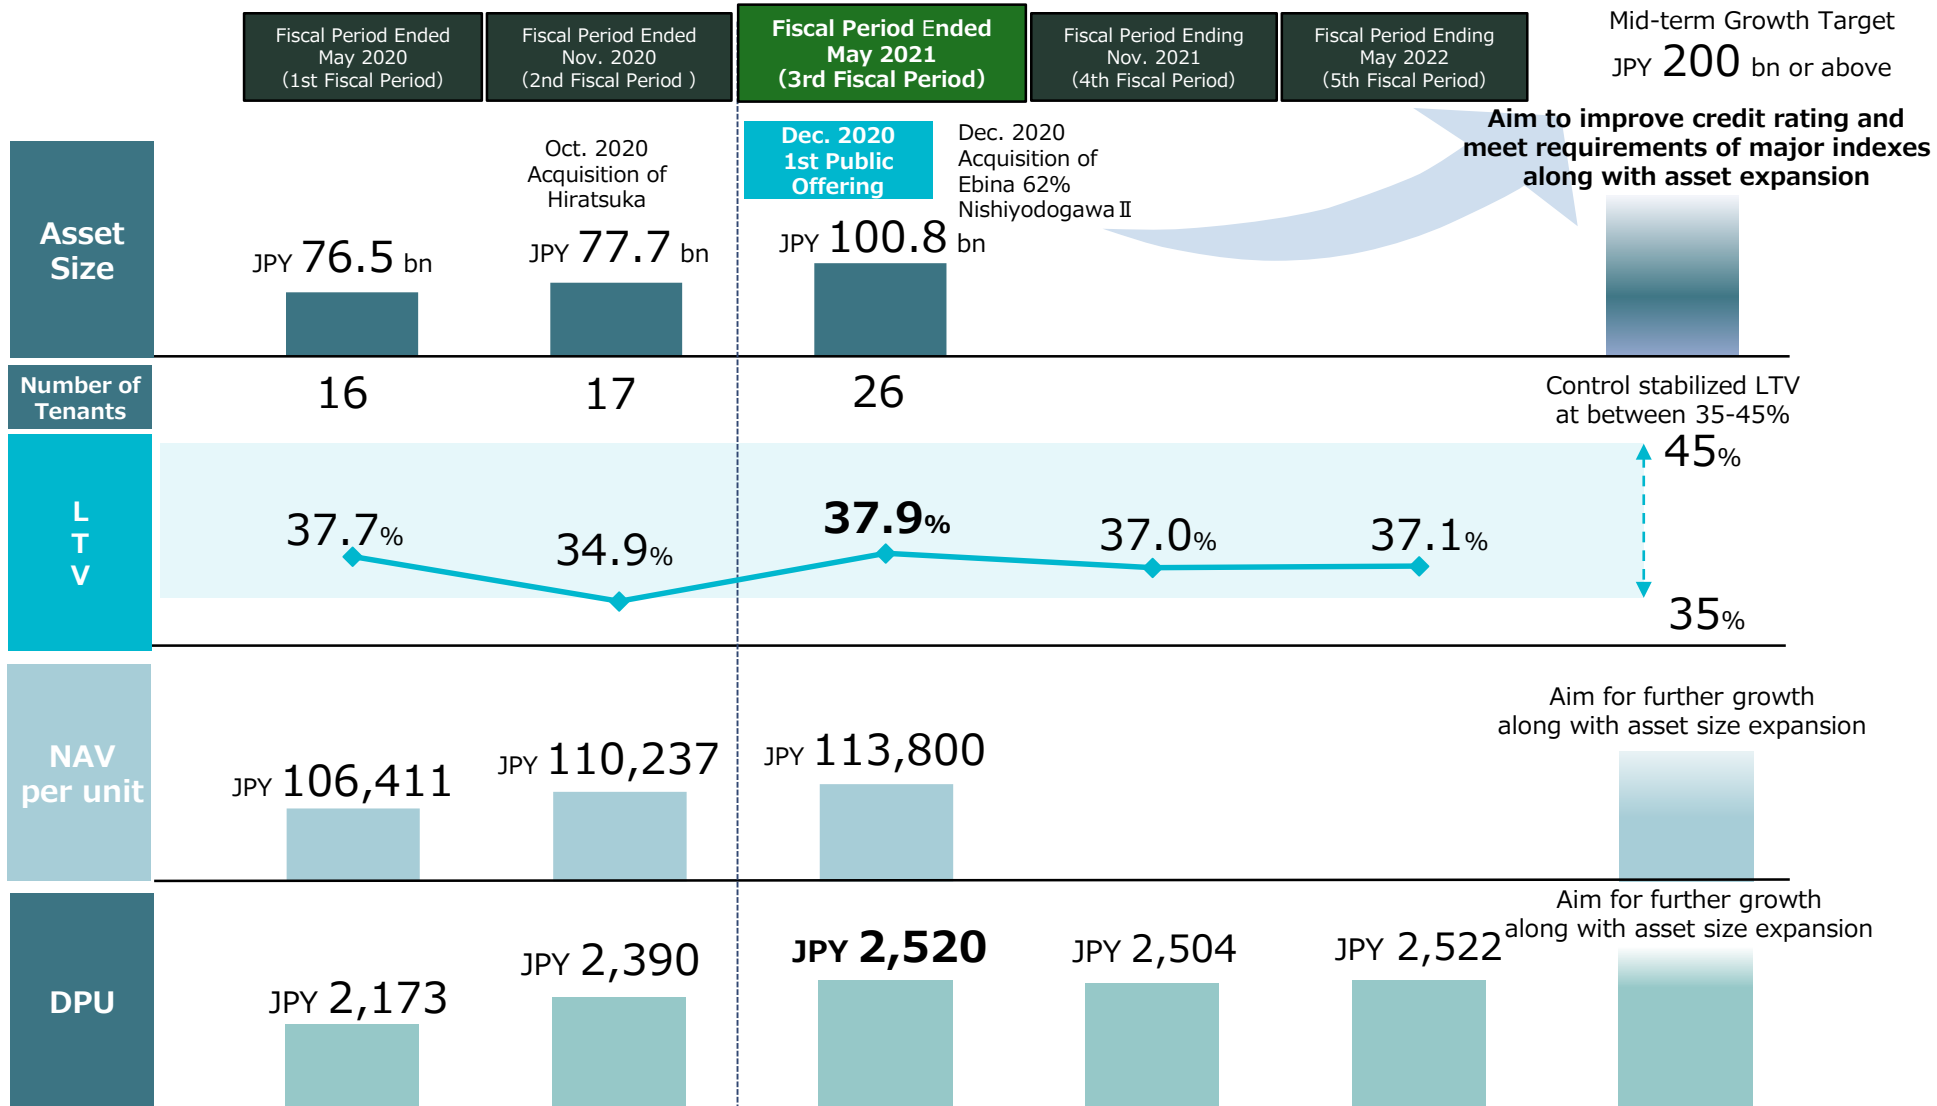 Fiscal Period Ended
May 2020
(1st Fiscal Period)
Fiscal Period Ended
Nov. 2020
(2nd Fiscal Period )
Fiscal Period Ended
May 2021
(3rd Fiscal Period)
Fiscal Period Ending
Nov. 2021
(4th Fiscal Period)
Fiscal Period Ending
May 2022
(5th Fiscal Period)
Mid-term Growth Target
JPY 200 bn or above
Aim to improve credit rating and
meet requirements of major indexes
along with asset expansion
Asset
Size
JPY 76.5 bn
Oct. 2020
Acquisition of
Hiratsuka
JPY 77.7 bn
Dec. 2020
1st Public
Offering
Dec. 2020
Acquisition of
Ebina 62%
NishiyodogawaⅡ
JPY 100.8 bn
Number of
Tenants
16
17
26
Control stabilized LTV
at between 35-45%
L
T
V
37.7%
34.9%
37.9%
37.0%
37.1%
45%
35%
NAV
per unit
JPY 106,411
JPY 110,237
JPY 113,800
Aim for further growth
along with asset size expansion
DPU
JPY 2,173
JPY 2,390
JPY 2,520
JPY 2,504
JPY 2,522
Aim for further growth
along with asset size expansion